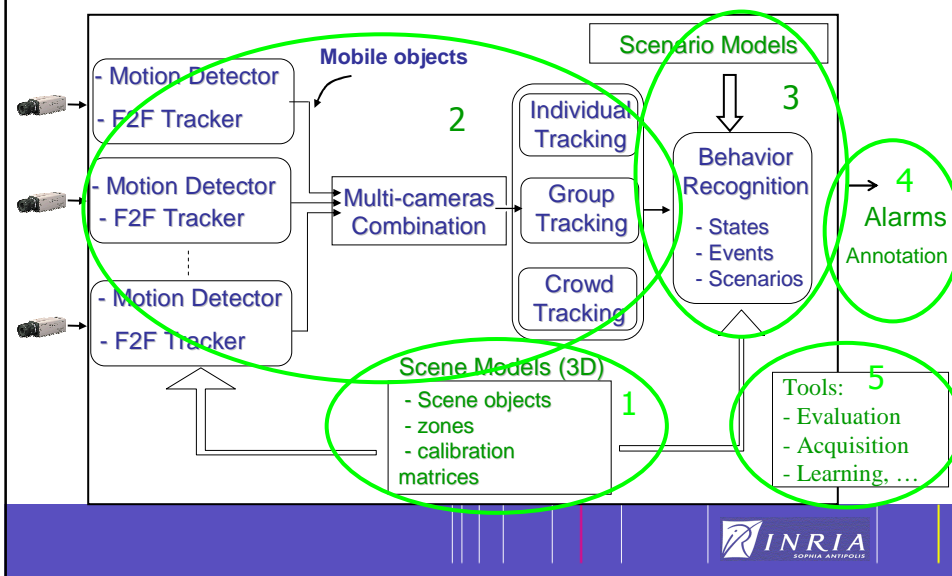 Scenario Models
Mobile objects
- Motion Detector
- F2F Tracker
2
3
Individual
Tracking
Behavior
Recognition
- States
- Events
- Scenarios
- Motion Detector
- F2F Tracker
Multi-cameras
Combination
Group
Tracking
4
Alarms
Annotation
- Motion Detector
- F2F Tracker
Crowd
Tracking
Scene Models (3D)
- Scene objects
- zones
- calibration
matrices
1
5
Tools:
- Evaluation
- Acquisition
- Learning, …
INRIA
SOPHIA ANTIPOLIS